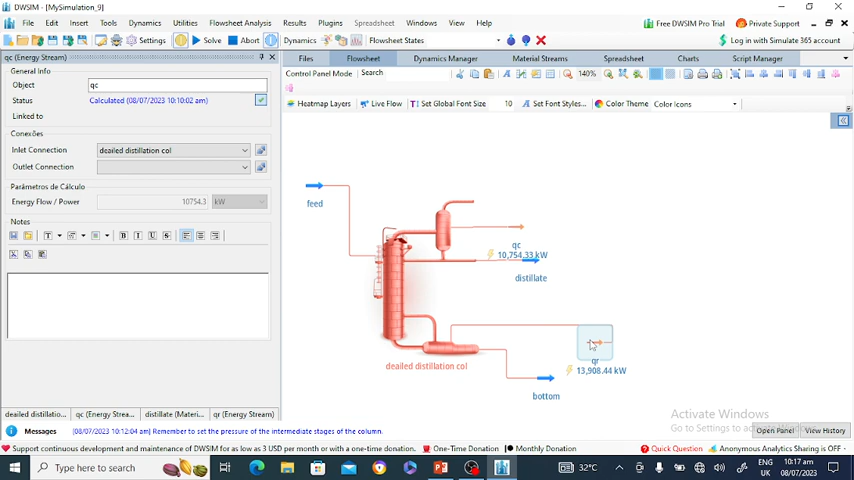 DWSIM - [MySimulation_9]
File Edit Tools Dynamics Utilities Flowsheet Analysis Results Plugins Spreadsheet Windows View Help
Free DWSIM Pro Trial Private Support
Settings Solve Abort Dynamics Flowsheet States
Log in with Simulate 365 account
qc (Energy Stream)
Files Flowsheet Dynamics Manager Material Streams Spreadsheet Charts Script Manager
General Info
Control Panel Mode Search 140%
Object qc
Status Calculated (08/07/2023 10:10:02 am)
Heatmap Layers Live Flow Set Global Font Size 10 Set Font Styles... Color Theme Color Icons
Linked to
Conexões
Inlet Connection deailed distillation col
Outlet Connection
Parâmetros de Cálculo
Energy Flow / Power 10754.3 kW
Notes
feed
qc
10,754.33 kW
distillate
qr
13,908.44 kW
deailed distillation col
bottom
deailed distillatio... qc (Energy Strea... distillate (Materi... qr (Energy Stream)
Activate Windows
Go to Settings to activate
Messages [08/07/2023 10:12:04 am] Remember to set the pressure of the intermediate stages of the column.
Open Panel View History
Support continuous development and maintenance of DWSIM for as low as 3 USD per month or with a one-time donation. One-Time Donation Monthly Donation Quick Question Anonymous Analytics Sharing is OFF
Type here to search
32°C
ENG
UK
10:17 am
08/07/2023